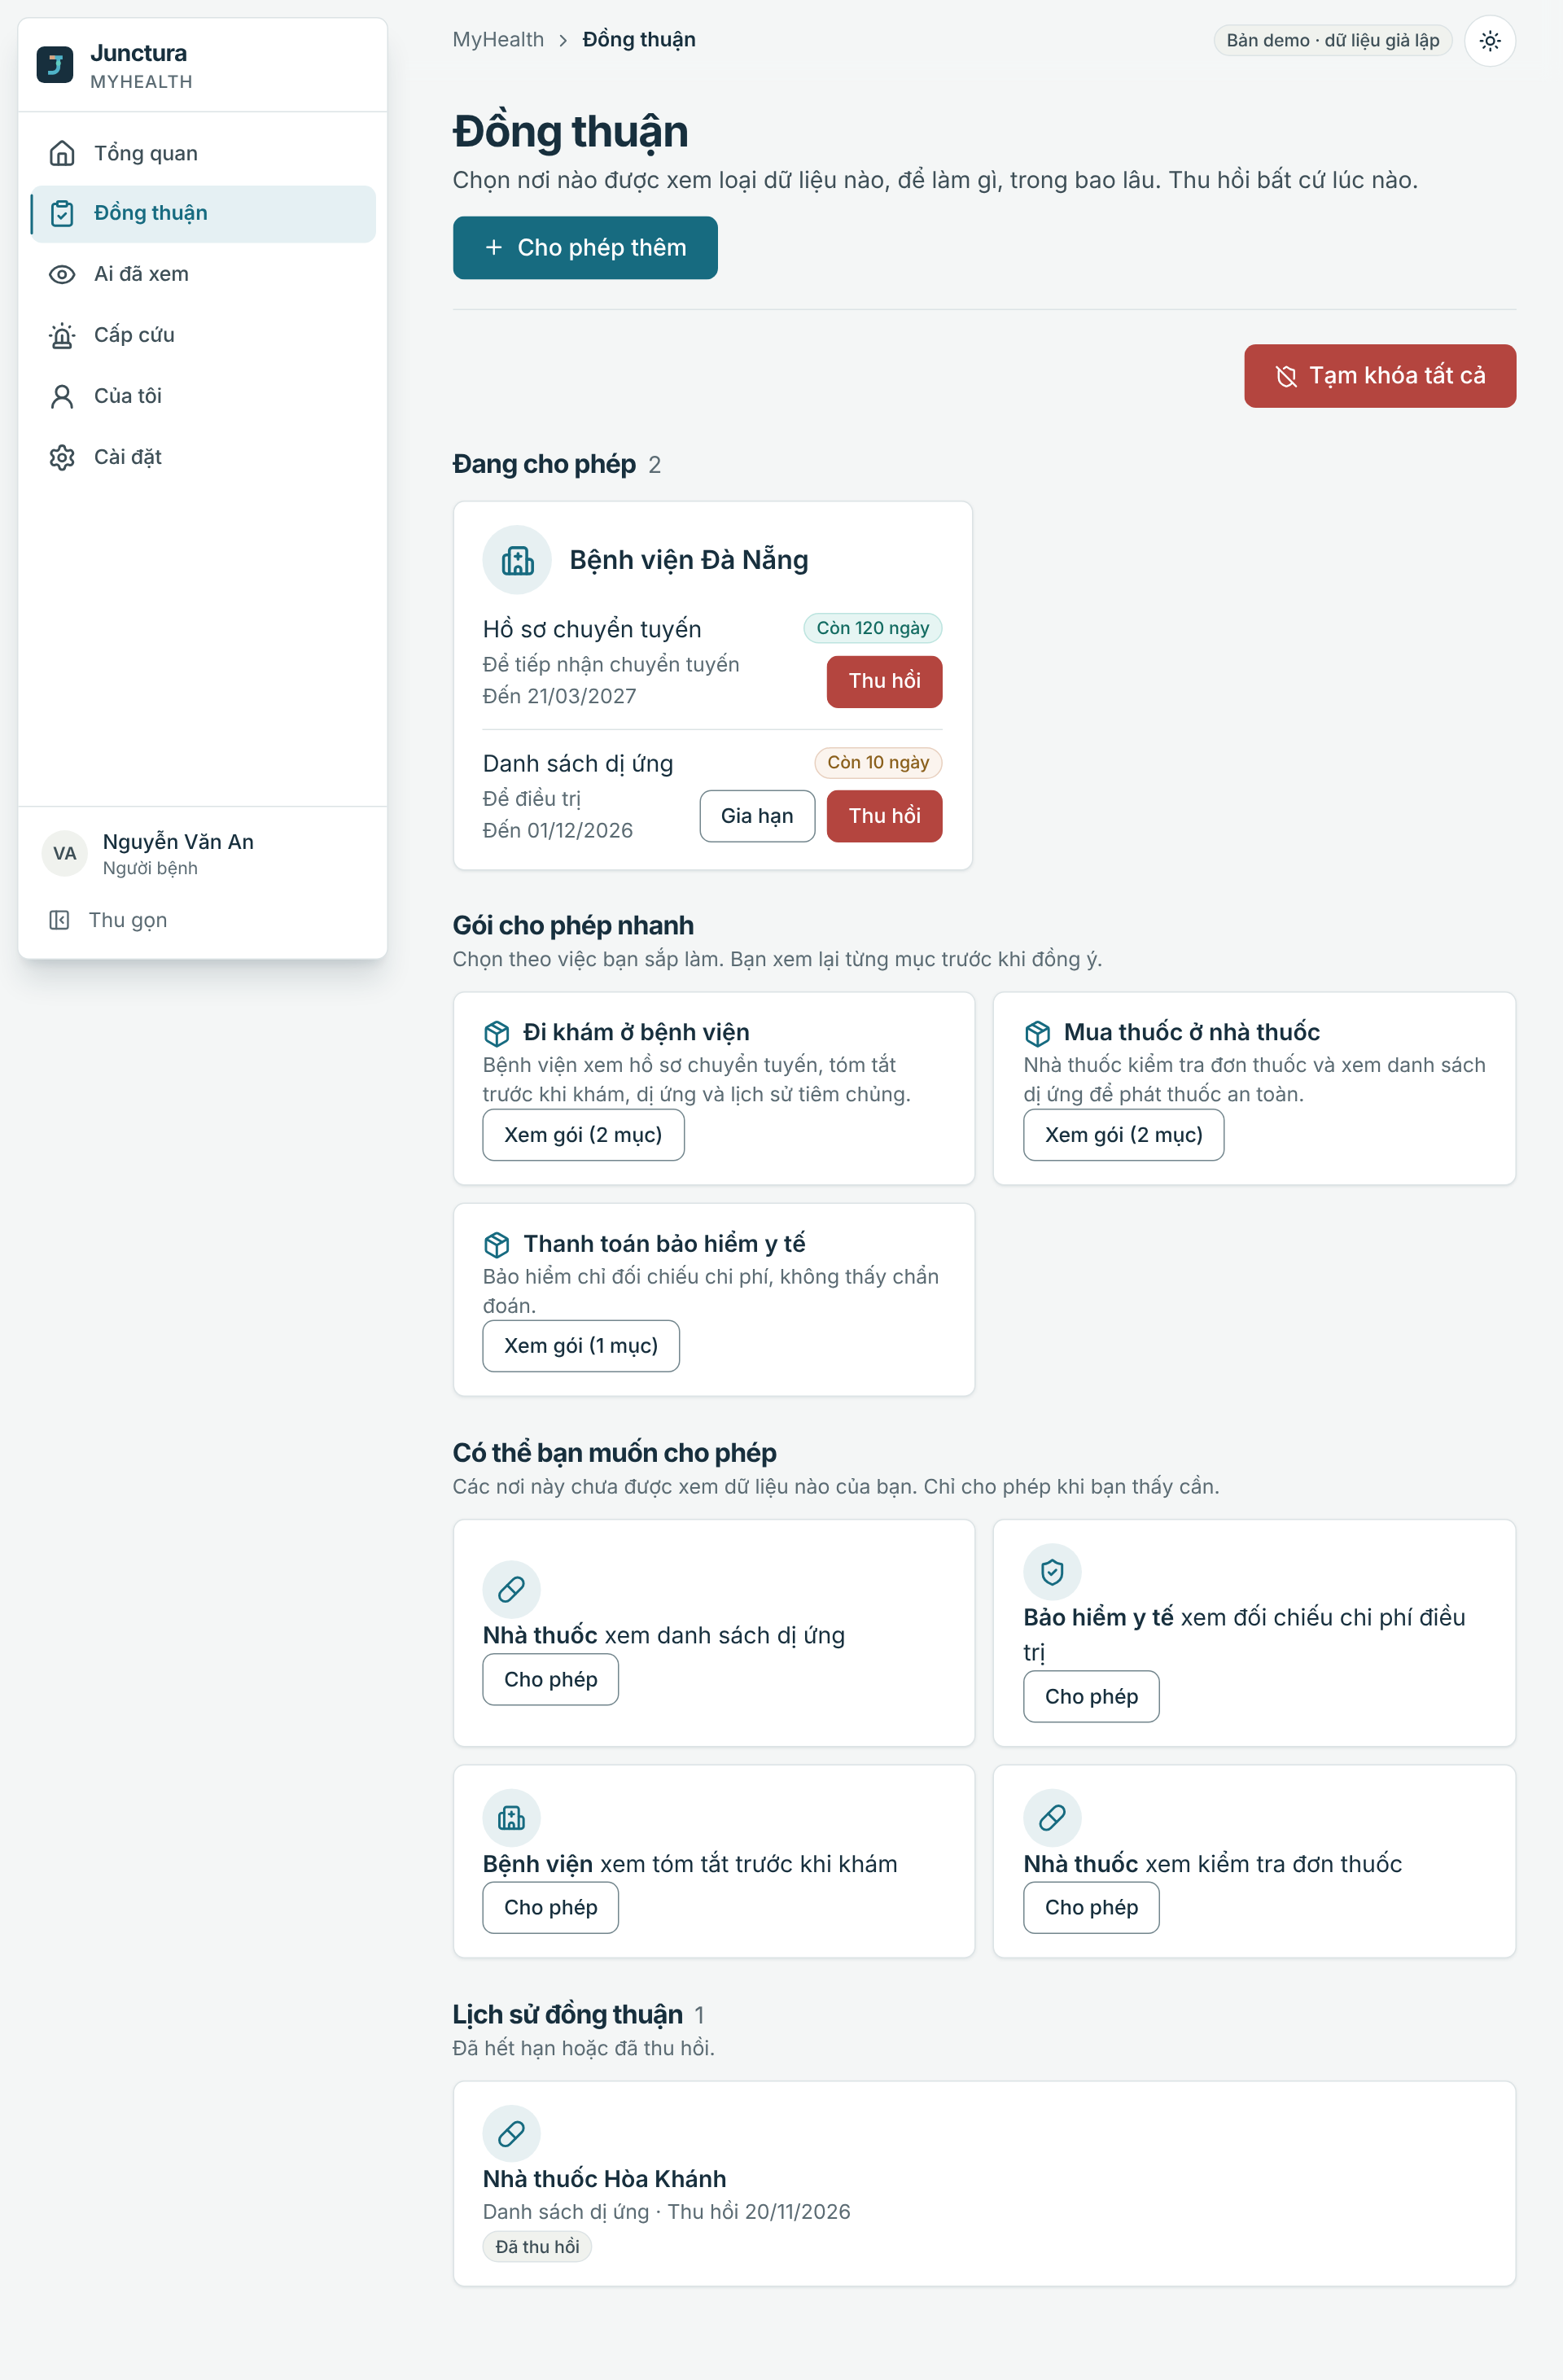 Junctura
MYHEALTH
Tổng quan
Đồng thuận
Ai đã xem
Cấp cứu
Của tôi
Cài đặt
VA
Nguyễn Văn An
Người bệnh
Thu gọn
MyHealth > Đồng thuận
Bản demo · dữ liệu giả lập
Đồng thuận
Chọn nơi nào được xem loại dữ liệu nào, để làm gì, trong bao lâu. Thu hồi bất cứ lúc nào.
+ Cho phép thêm
Tạm khóa tất cả
Đang cho phép 2
Bệnh viện Đà Nẵng
Hồ sơ chuyển tuyến
Còn 120 ngày
Để tiếp nhận chuyển tuyến
Đến 21/03/2027
Thu hồi
Danh sách dị ứng
Còn 10 ngày
Để điều trị
Đến 01/12/2026
Gia hạn
Thu hồi
Gói cho phép nhanh
Chọn theo việc bạn sắp làm. Bạn xem lại từng mục trước khi đồng ý.
Đi khám ở bệnh viện
Bệnh viện xem hồ sơ chuyển tuyến, tóm tắt
trước khi khám, dị ứng và lịch sử tiêm chủng.
Xem gói (2 mục)
Mua thuốc ở nhà thuốc
Nhà thuốc kiểm tra đơn thuốc và xem danh sách
dị ứng để phát thuốc an toàn.
Xem gói (2 mục)
Thanh toán bảo hiểm y tế
Bảo hiểm chỉ đối chiếu chi phí, không thấy chẩn
đoán.
Xem gói (1 mục)
Có thể bạn muốn cho phép
Các nơi này chưa được xem dữ liệu nào của bạn. Chỉ cho phép khi bạn thấy cần.
Nhà thuốc xem danh sách dị ứng
Cho phép
Bảo hiểm y tế xem đối chiếu chi phí điều
trị
Cho phép
Bệnh viện xem tóm tắt trước khi khám
Cho phép
Nhà thuốc xem kiểm tra đơn thuốc
Cho phép
Lịch sử đồng thuận 1
Đã hết hạn hoặc đã thu hồi.
Nhà thuốc Hòa Khánh
Danh sách dị ứng · Thu hồi 20/11/2026
Đã thu hồi